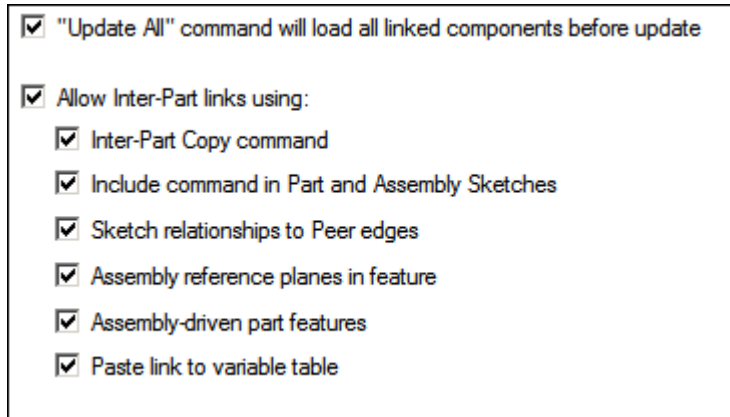 "Update All" command will load all linked components before update
Allow Inter-Part links using:
Inter-Part Copy command
Include command in Part and Assembly Sketches
Sketch relationships to Peer edges
Assembly reference planes in feature
Assembly-driven part features
Paste link to variable table